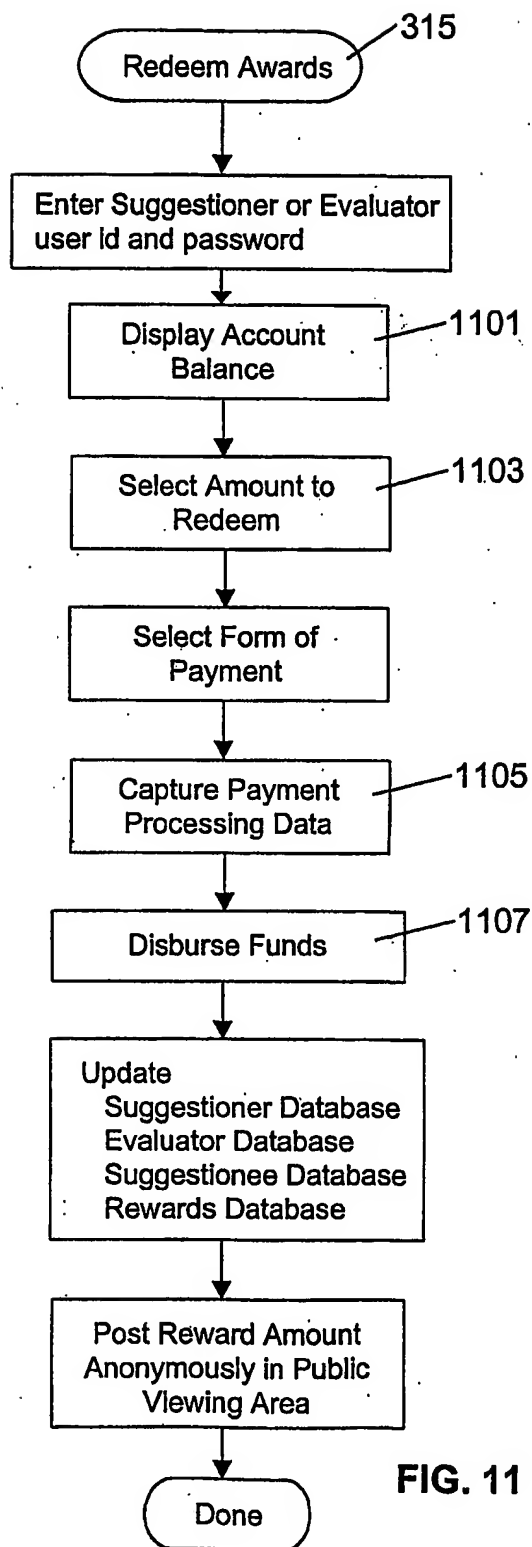 315
Redeem Awards
Enter Suggestioner or Evaluator
user id and password
1101
Display Account
Balance
1103
Select Amount to
Redeem
Select Form of
Payment
1105
Capture Payment
Processing Data
1107
Disburse Funds
Update
Suggestioner Database
Evaluator Database
Suggestionee Database
Rewards Database
Post Reward Amount
Anonymously in Public
Viewing Area
FIG. 11
Done